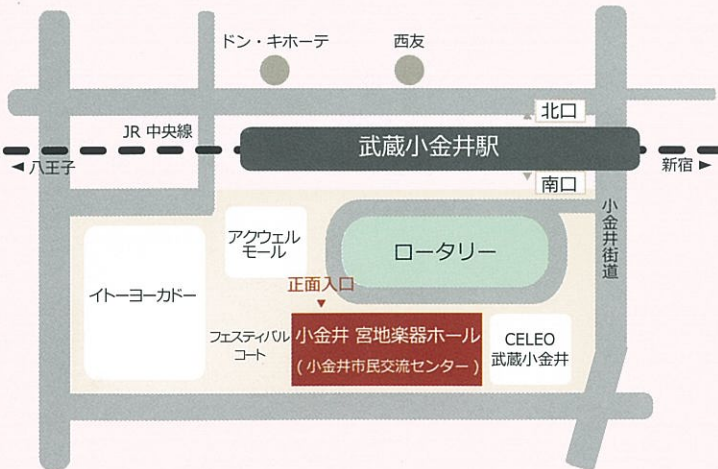 ドン・キホーテ
西友
北口
JR 中央線
武蔵小金井駅
八王子
新宿
南口
小金井街道
アクウェル
モール
ロータリー
イトーヨーカドー
正面入口
フェスティバル
コート
小金井 宮地楽器ホール
( 小金井市民交流センター )
CELEO
武蔵小金井